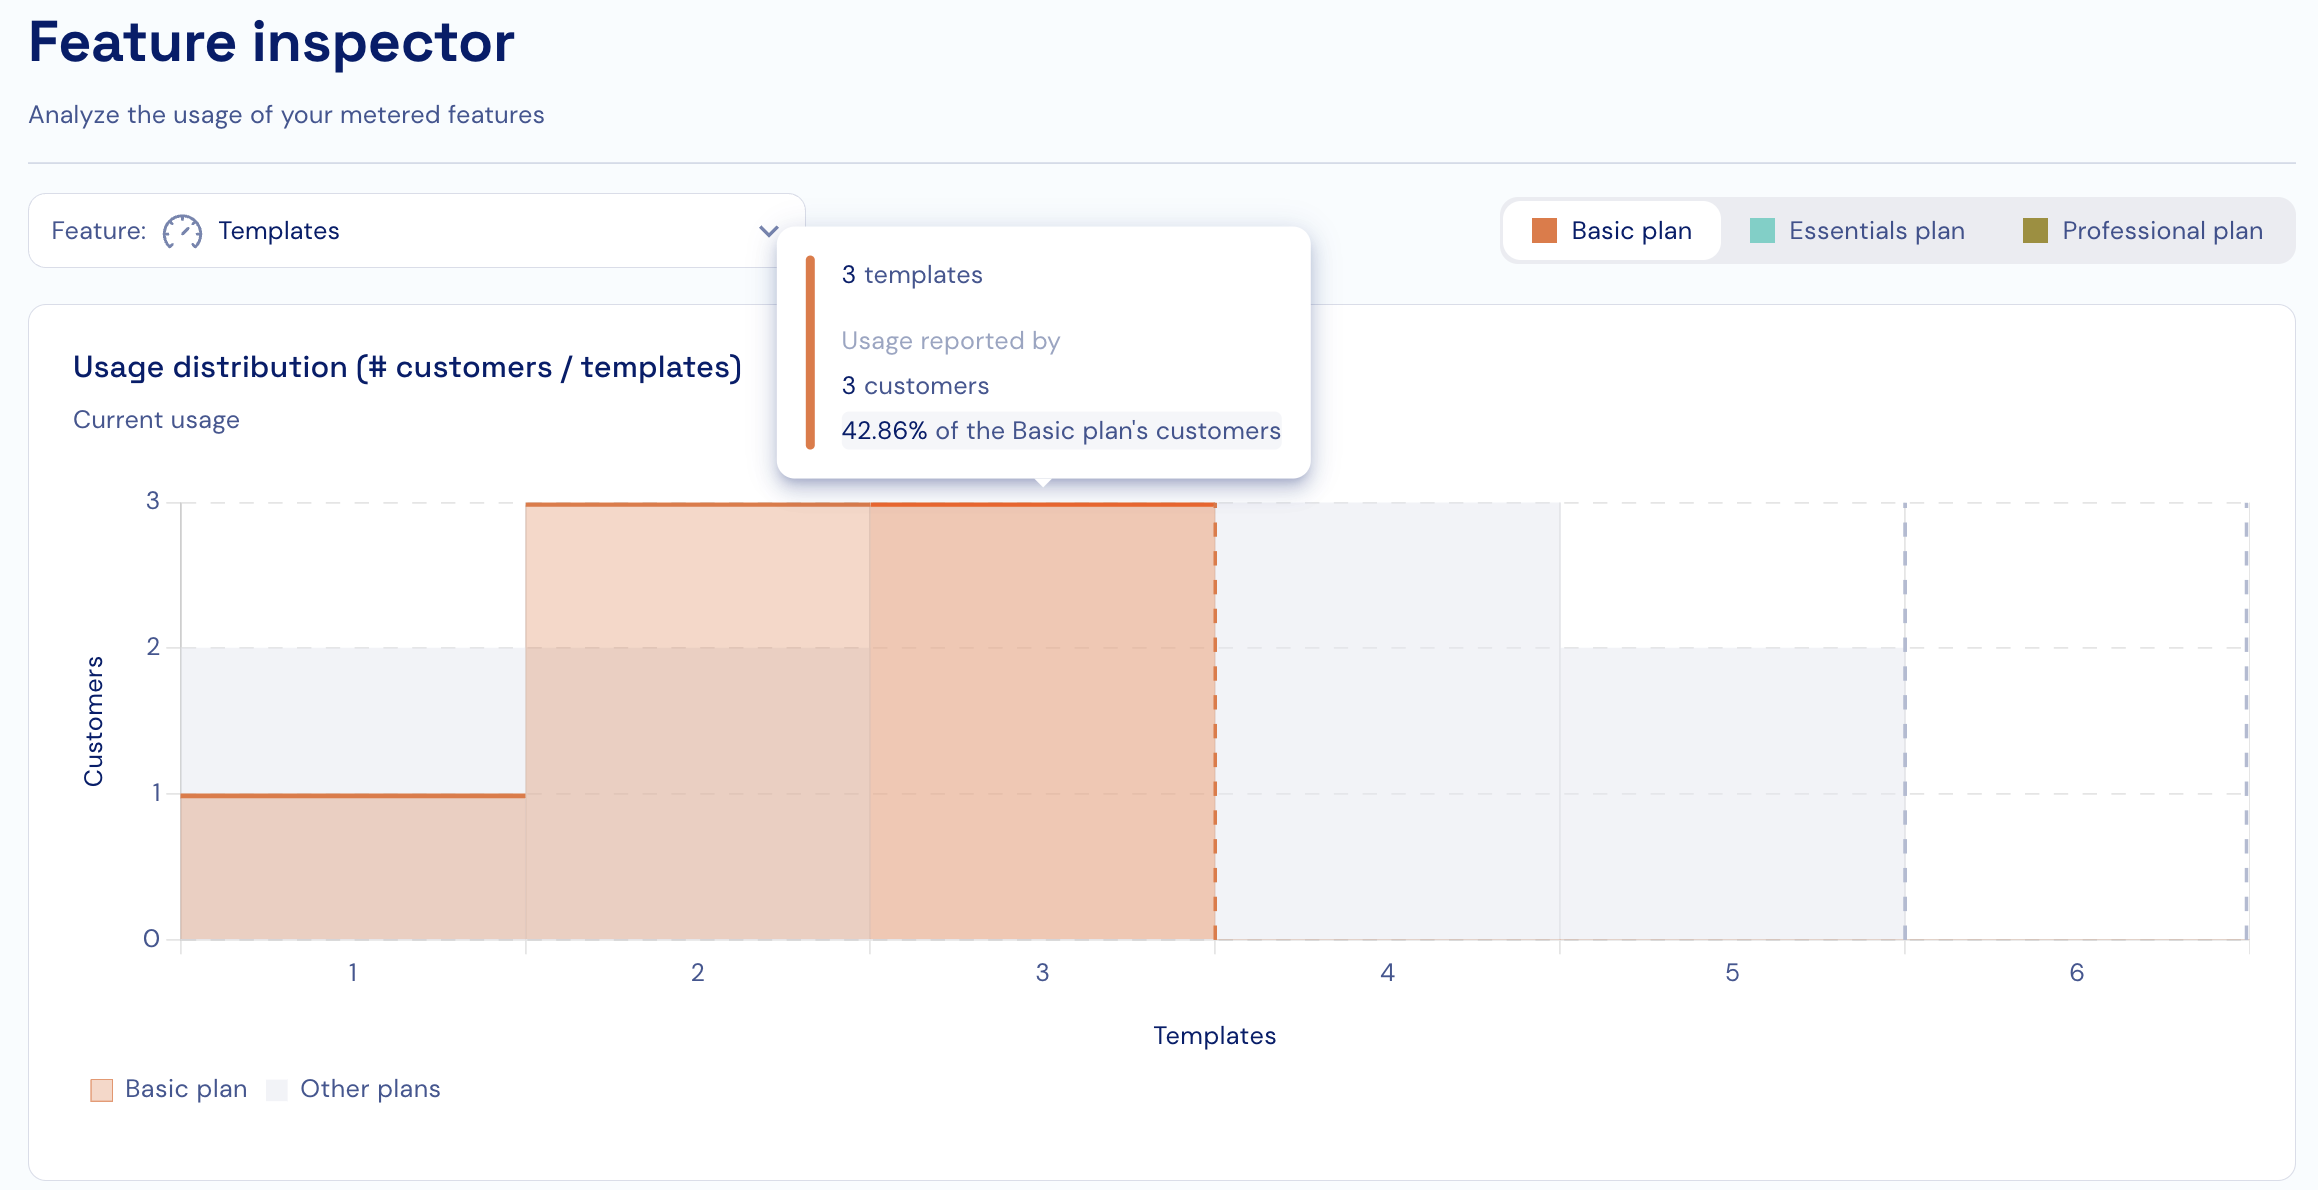 Feature inspector
Analyze the usage of your metered features
Feature: Templates
Basic plan Essentials plan Professional plan
3 templates
Usage reported by
3 customers
42.86% of the Basic plan's customers
Usage distribution (# customers / templates)
Current usage
3
2
1
0
Customers
1 2 3 4 5 6
Templates
Basic plan Other plans